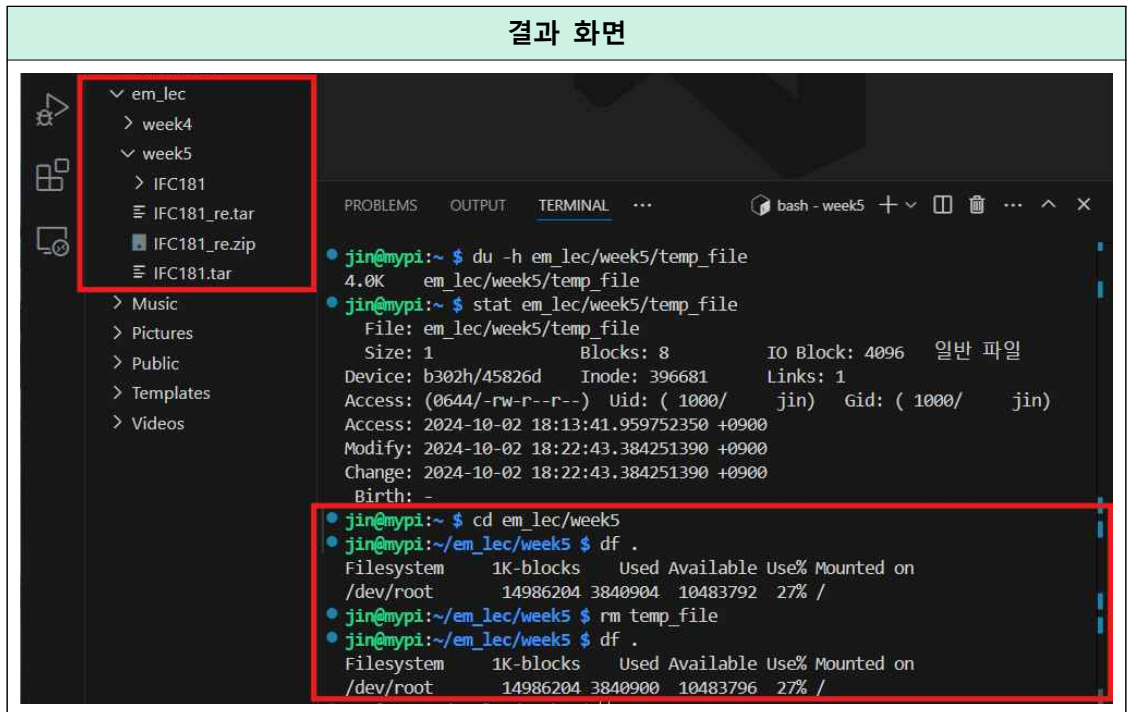 결과 화면
em_lec
week4
week5
IFC181
IFC181_re.tar
IFC181_re.zip
IFC181.tar
Music
Pictures
Public
Templates
Videos
PROBLEMS OUTPUT TERMINAL ··· bash - week5
jin@mypi:~ $ du -h em_lec/week5/temp_file
4.0K em_lec/week5/temp_file
jin@mypi:~ $ stat em_lec/week5/temp_file
File: em_lec/week5/temp_file
Size: 1 Blocks: 8 IO Block: 4096 일반 파일
Device: b302h/45826d Inode: 396681 Links: 1
Access: (0644/-rw-r--r--) Uid: ( 1000/ jin) Gid: ( 1000/ jin)
Access: 2024-10-02 18:13:41.959752350 +0900
Modify: 2024-10-02 18:22:43.384251390 +0900
Change: 2024-10-02 18:22:43.384251390 +0900
Birth: -
jin@mypi:~ $ cd em_lec/week5
jin@mypi:~/em_lec/week5 $ df .
Filesystem 1K-blocks Used Available Use% Mounted on
/dev/root 14986204 3840904 10483792 27% /
jin@mypi:~/em_lec/week5 $ rm temp_file
jin@mypi:~/em_lec/week5 $ df .
Filesystem 1K-blocks Used Available Use% Mounted on
/dev/root 14986204 3840900 10483796 27% /